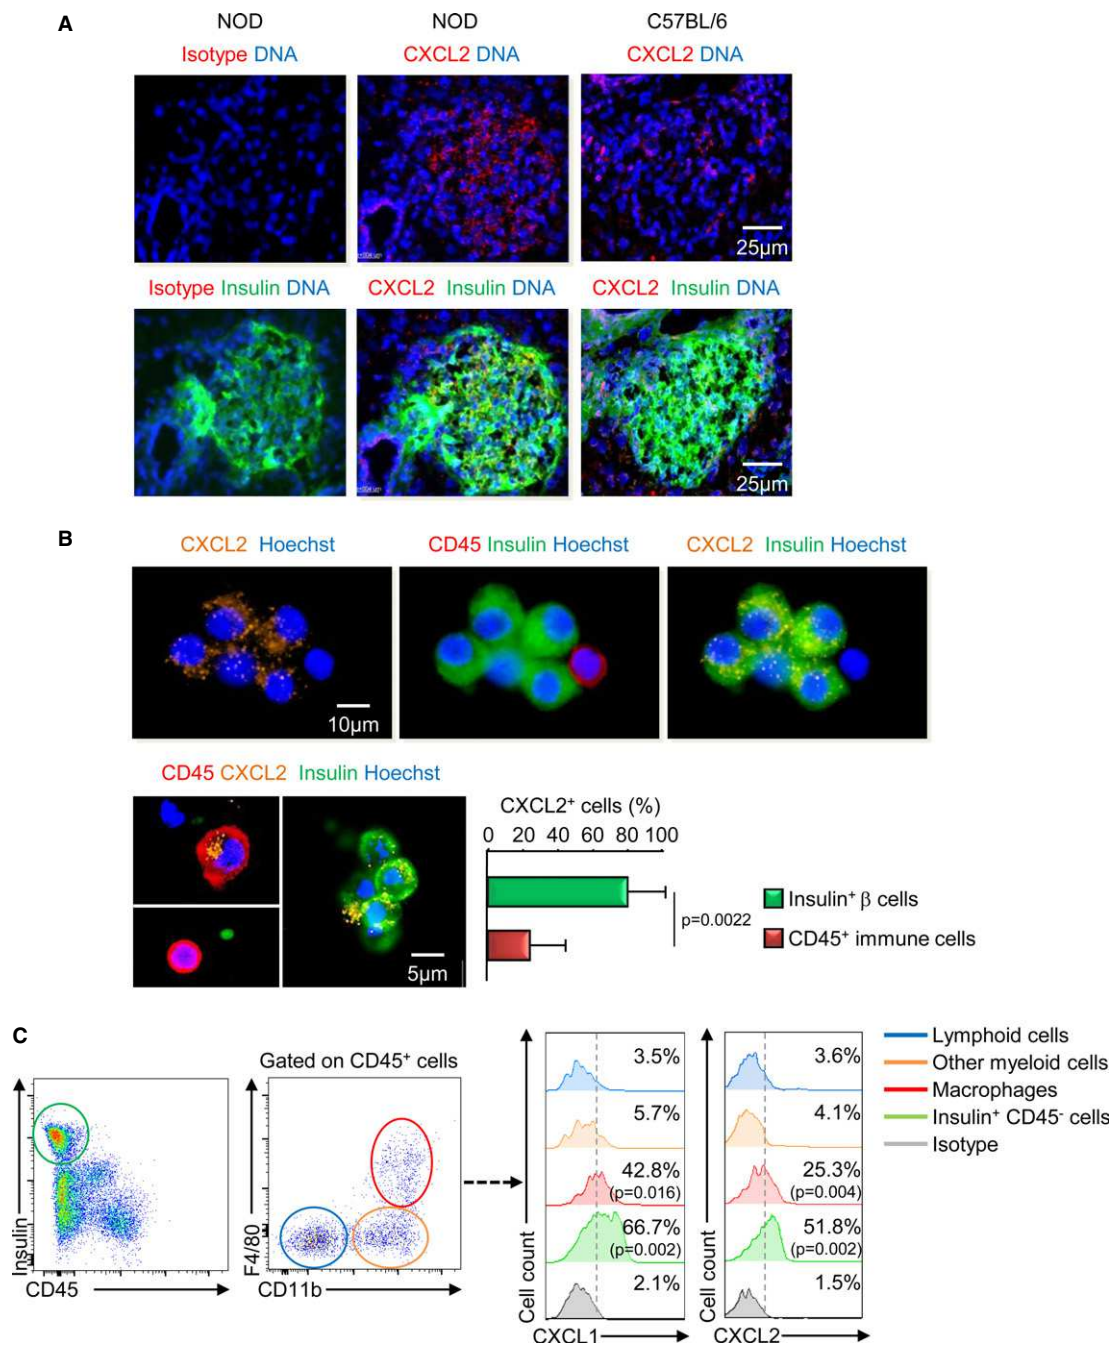 A
NOD NOD C57BL/6
Isotype DNA CXCL2 DNA CXCL2 DNA
25µm
Isotype Insulin DNA CXCL2 Insulin DNA CXCL2 Insulin DNA
25µm
B
CXCL2 Hoechst CD45 Insulin Hoechst CXCL2 Insulin Hoechst
10µm
CD45 CXCL2 Insulin Hoechst
5µm
CXCL2⁺ cells (%)
0 20 40 60 80 100
p=0.0022
Insulin⁺ β cells
CD45⁺ immune cells
C
Insulin
CD45
Gated on CD45⁺ cells
F4/80
CD11b
Cell count
3.5%
5.7%
42.8%
(p=0.016)
66.7%
(p=0.002)
2.1%
CXCL1
Cell count
3.6%
4.1%
25.3%
(p=0.004)
51.8%
(p=0.002)
1.5%
CXCL2
Lymphoid cells
Other myeloid cells
Macrophages
Insulin⁺ CD45⁻ cells
Isotype